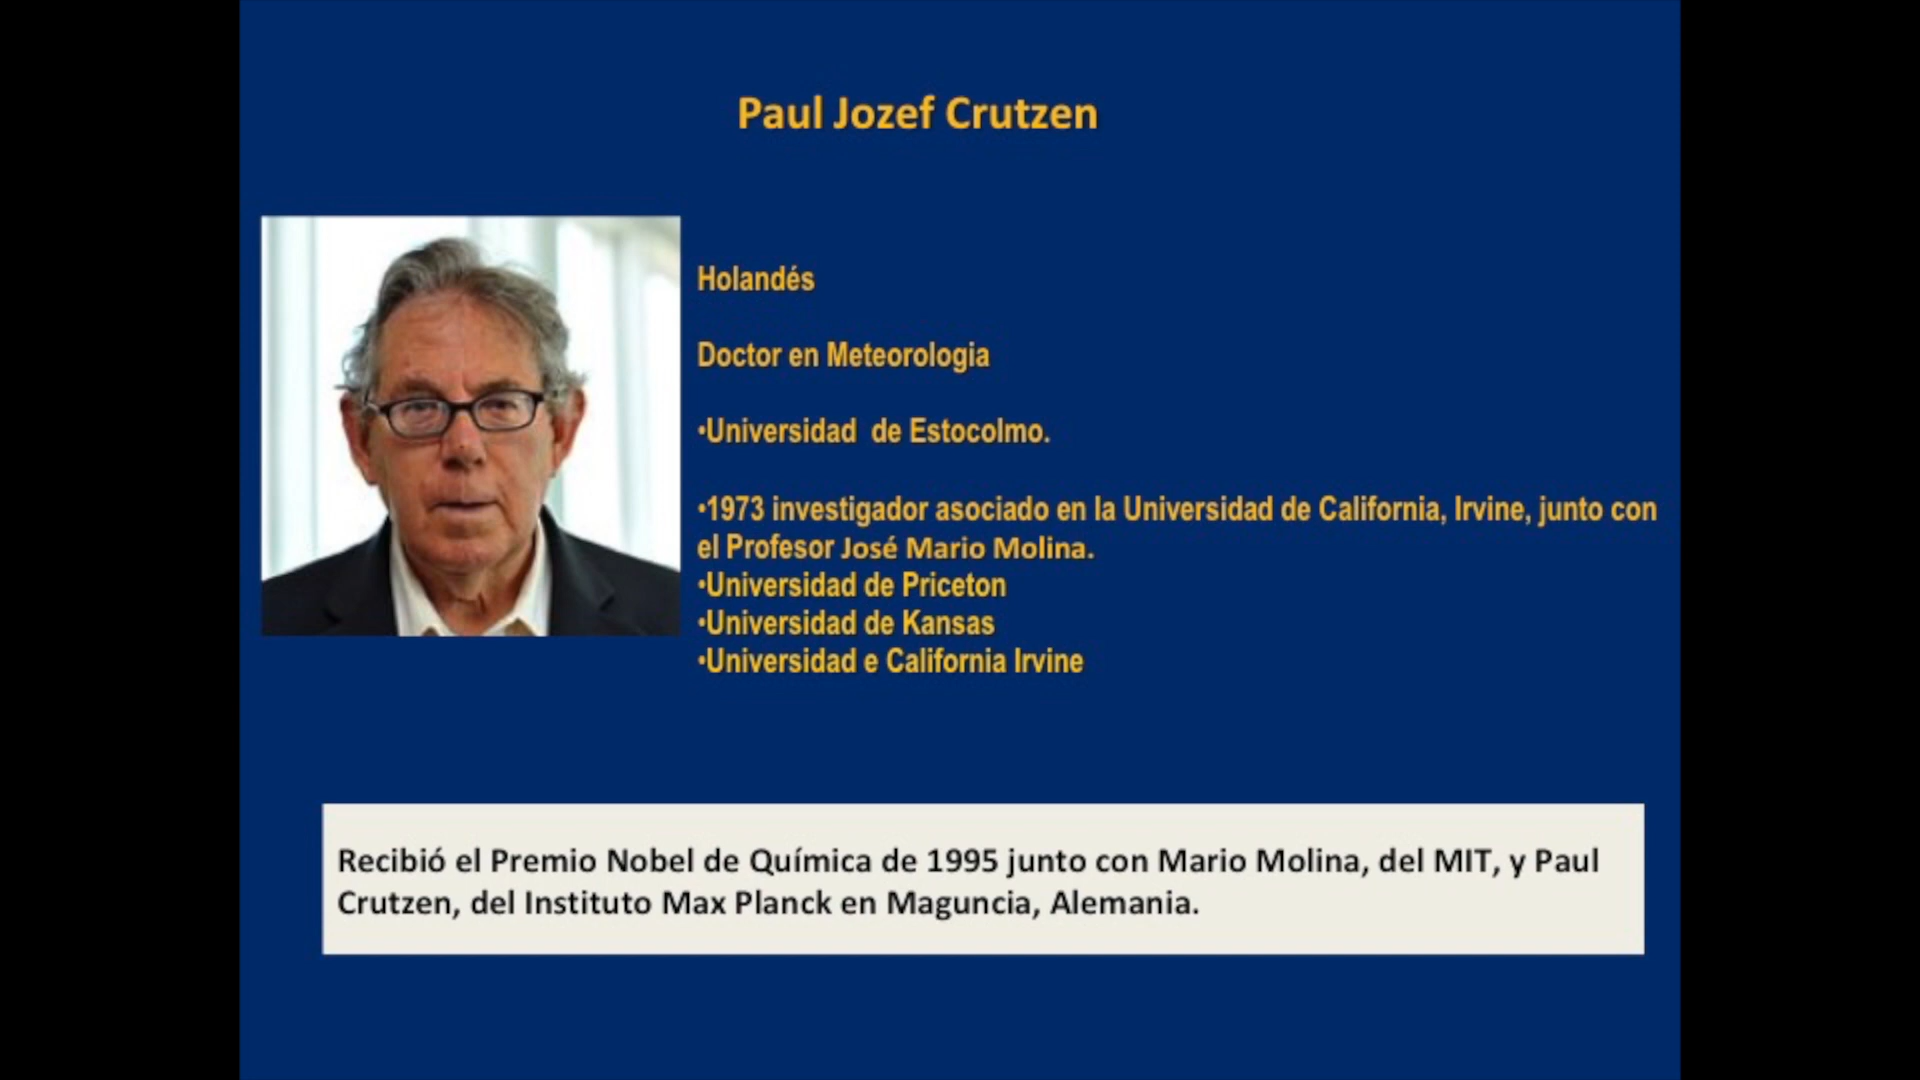 Paul Jozef Crutzen
Holandés
Doctor en Meteorologia
•Universidad  de Estocolmo.
•1973 investigador asociado en la Universidad de California, Irvine, junto con
el Profesor José Mario Molina.
•Universidad de Priceton
•Universidad de Kansas
•Universidad e California Irvine
Recibió el Premio Nobel de Química de 1995 junto con Mario Molina, del MIT, y Paul
Crutzen, del Instituto Max Planck en Maguncia, Alemania.